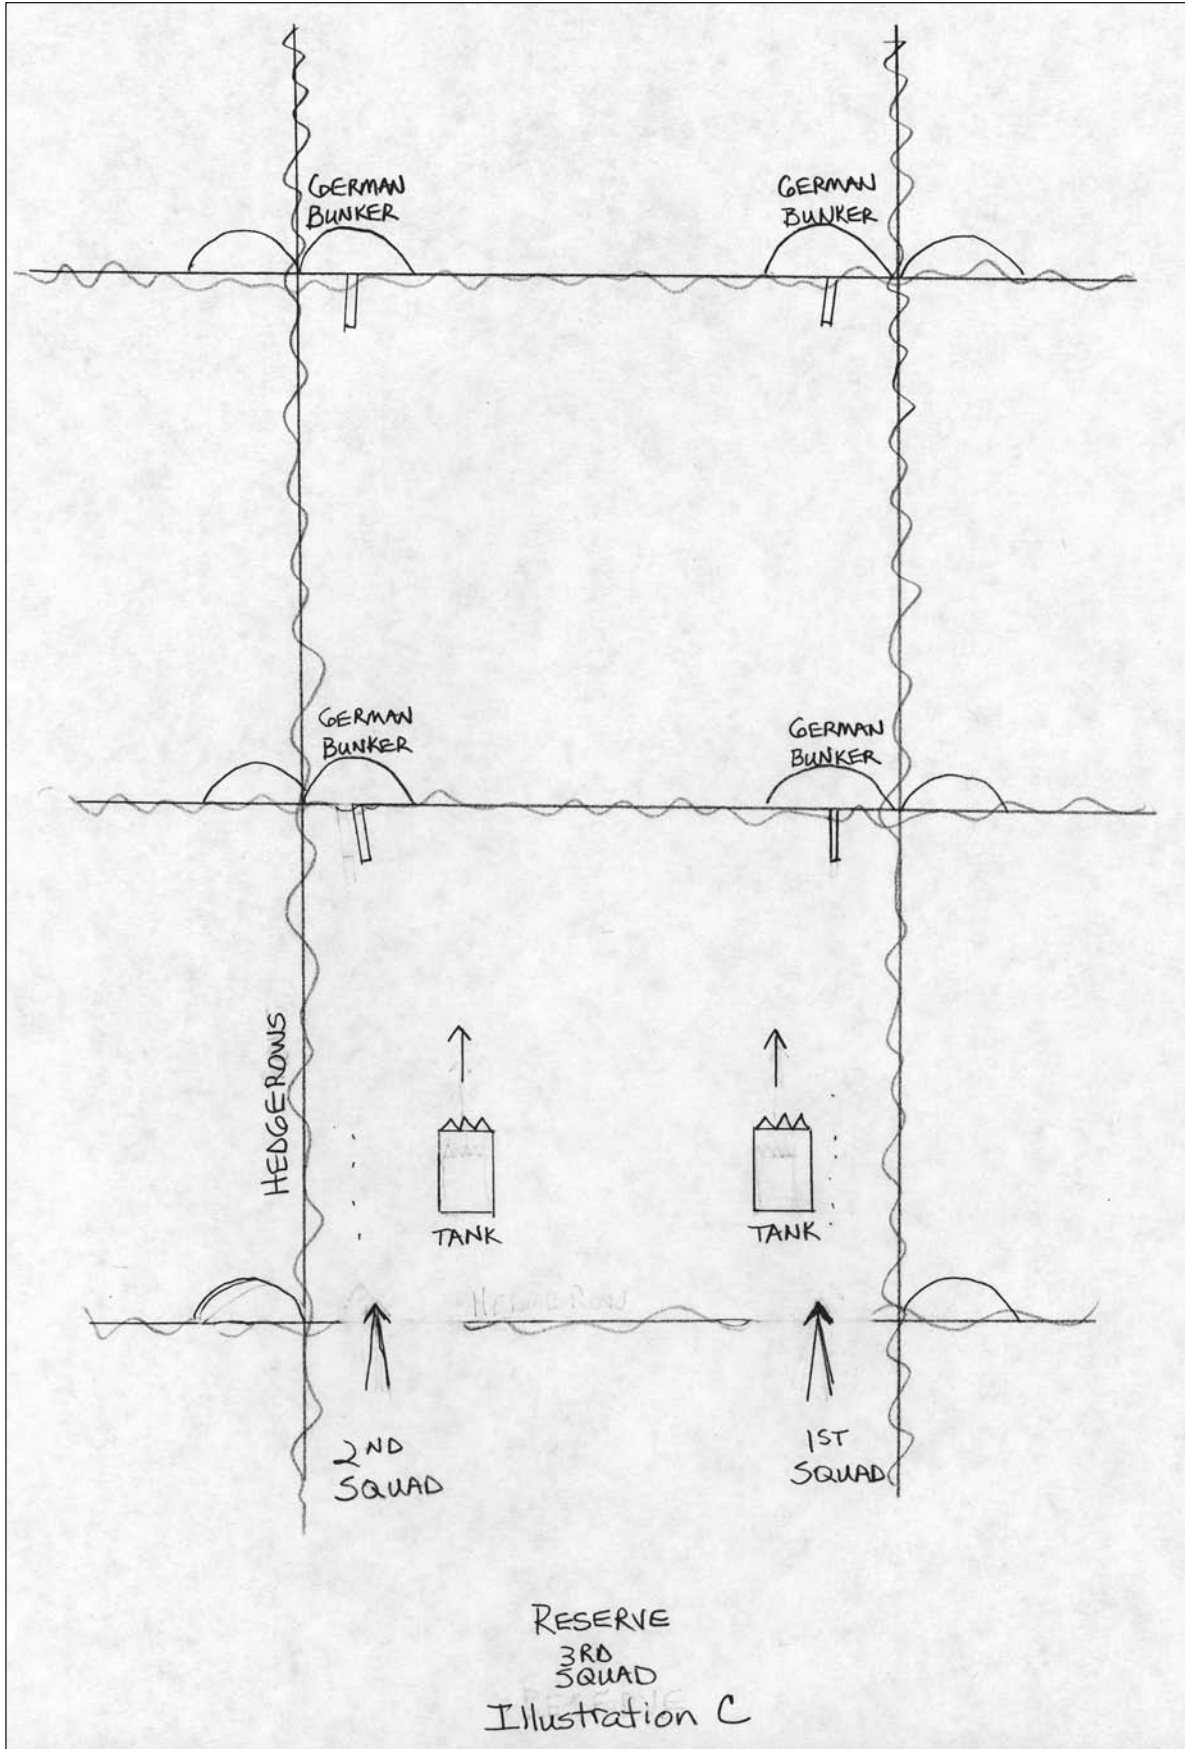 GERMAN
BUNKER
GERMAN
BUNKER
GERMAN
BUNKER
GERMAN
BUNKER
HEDGEROWS
TANK
TANK
HEDGE ROW
2ND
SQUAD
1ST
SQUAD
RESERVE
3RD
SQUAD
RESERVE
Illustration C